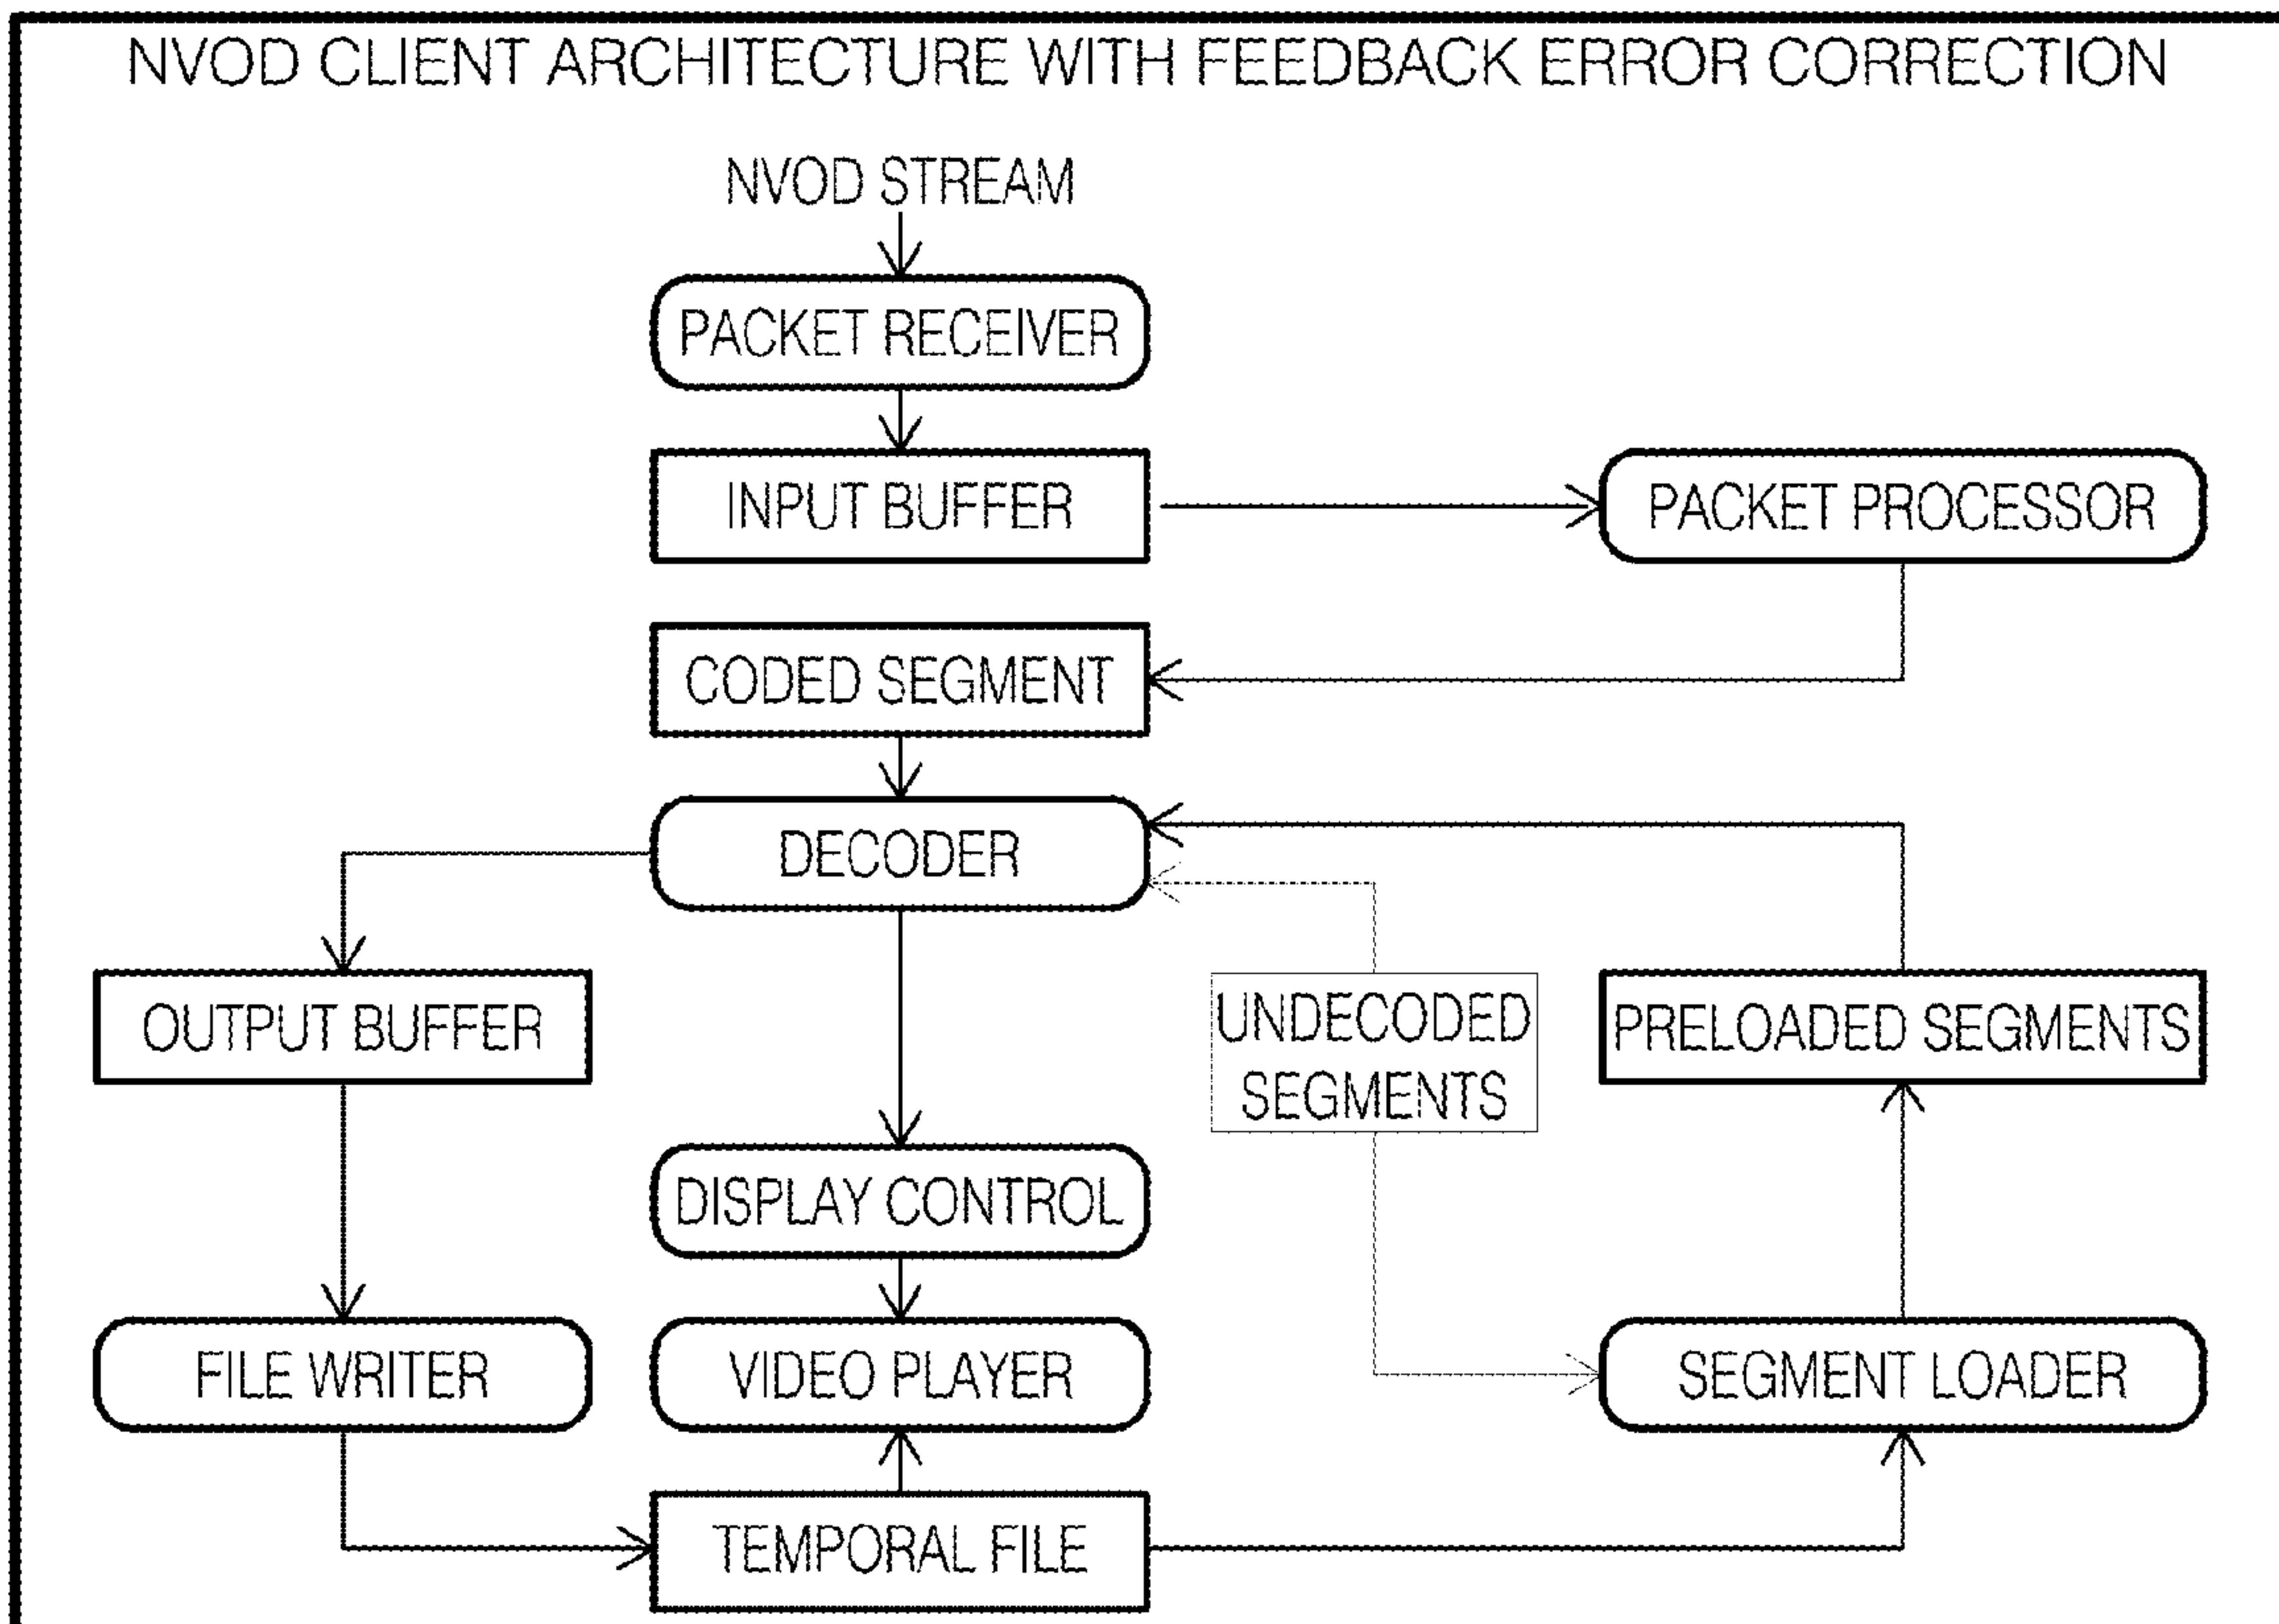 NVOD CLIENT ARCHITECTURE WITH FEEDBACK ERROR CORRECTION
NVOD STREAM
PACKET RECEIVER
INPUT BUFFER
PACKET PROCESSOR
CODED SEGMENT
DECODER
OUTPUT BUFFER
UNDECODED
SEGMENTS
PRELOADED SEGMENTS
DISPLAY CONTROL
FILE WRITER
VIDEO PLAYER
SEGMENT LOADER
TEMPORAL FILE